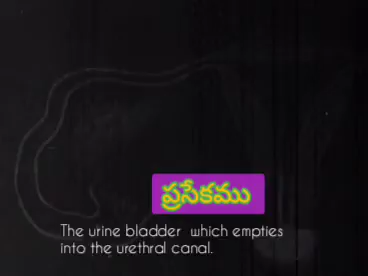 ప్రసేకము
The urine bladder which empties
into the urethral canal.